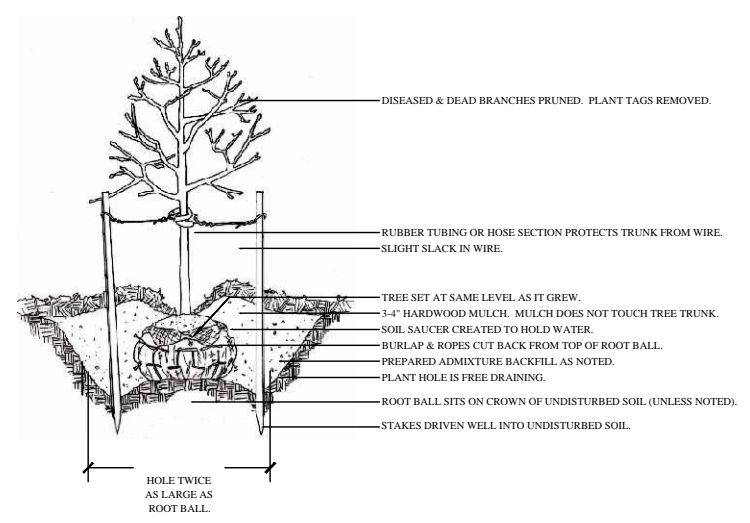 DISEASED & DEAD BRANCHES PRUNED. PLANT TAGS REMOVED.
RUBBER TUBING OR HOSE SECTION PROTECTS TRUNK FROM WIRE.
SLIGHT SLACK IN WIRE.
TREE SET AT SAME LEVEL AS IT GREW.
3-4" HARDWOOD MULCH. MULCH DOES NOT TOUCH TREE TRUNK.
SOIL SAUCER CREATED TO HOLD WATER.
BURLAP & ROPES CUT BACK FROM TOP OF ROOT BALL.
PREPARED ADMIXTURE BACKFILL AS NOTED.
PLANT HOLE IS FREE DRAINING.
ROOT BALL SITS ON CROWN OF UNDISTURBED SOIL (UNLESS NOTED).
STAKES DRIVEN WELL INTO UNDISTURBED SOIL.
HOLE TWICE
AS LARGE AS
ROOT BALL.